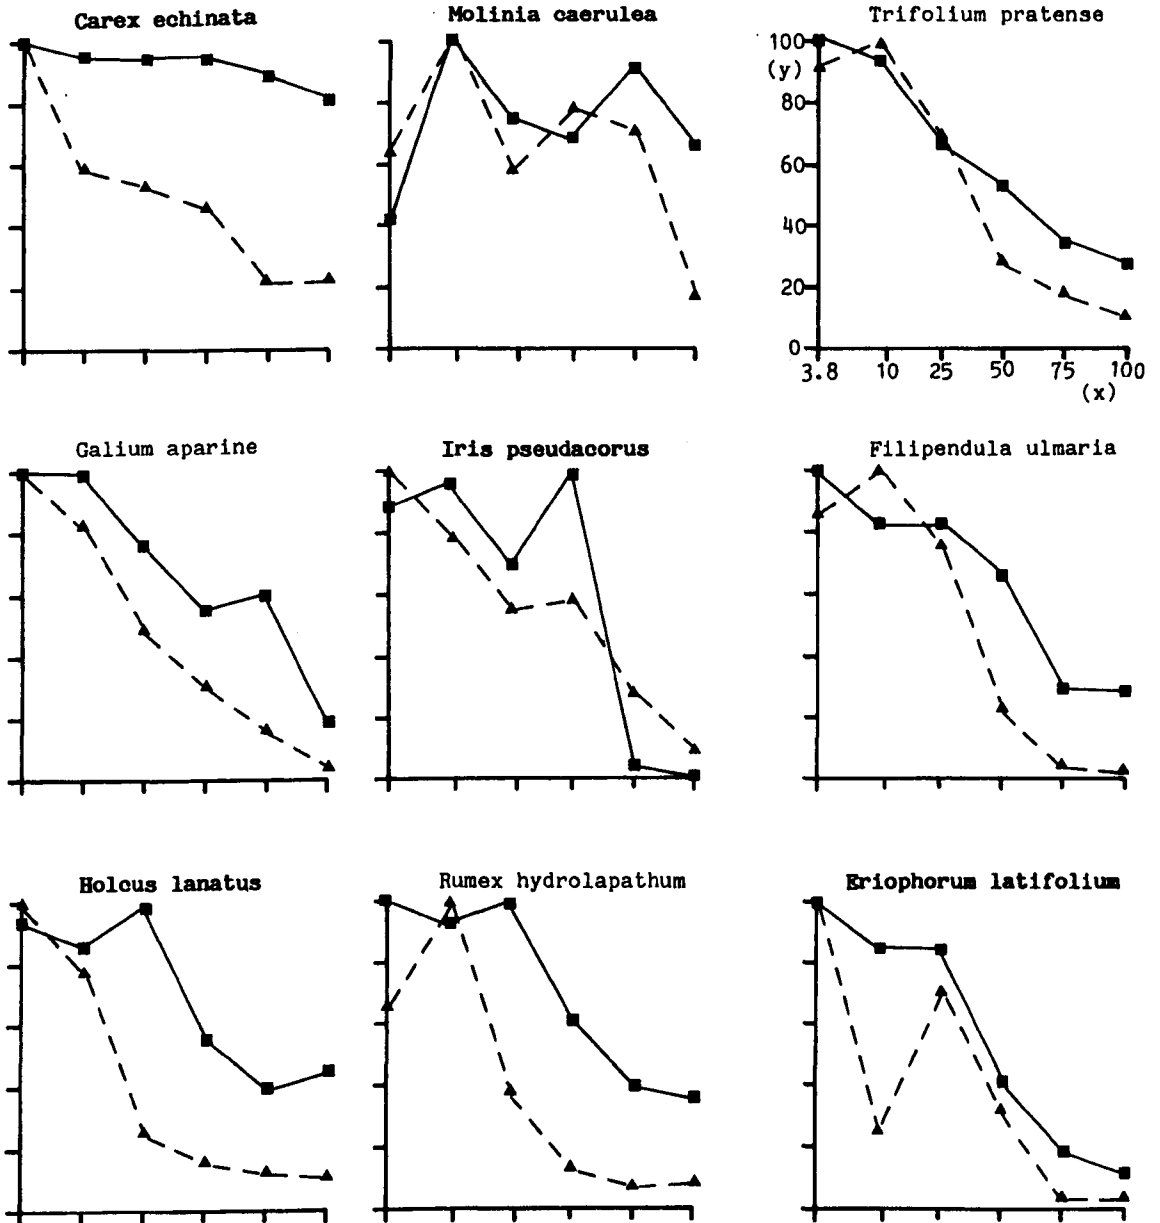 Carex echinata
Molinia caerulea
Trifolium pratense
100
(y)
80
60
40
20
0
3.8 10 25 50 75 100
(x)
Galium aparine
Iris pseudacorus
Filipendula ulmaria
Holcus lanatus
Rumex hydrolapathum
Eriophorum latifolium